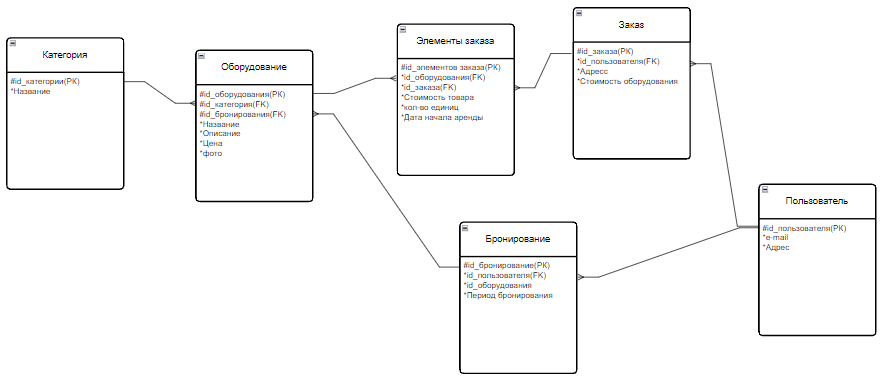 Категория
#id_категории(PK)
*Название
Оборудование
#id_оборудования(PK)
#id_категория(FK)
#id_бронирования(FK)
*Название
*Описание
*Цена
*фото
Элементы заказа
#id_элементов заказа(PK)
*id_оборудования(FK)
*id_заказа(FK)
*Стоимость товара
*кол-во единиц
*Дата начала аренды
Заказ
#id_заказа(PK)
*id_пользователя(FK)
*Адресс
*Стоимость оборудования
Бронирование
#id_бронирование(PK)
*id_пользователя(FK)
*id_оборудования
*Период бронирования
Пользователь
#id_пользователя(PK)
*e-mail
*Адрес